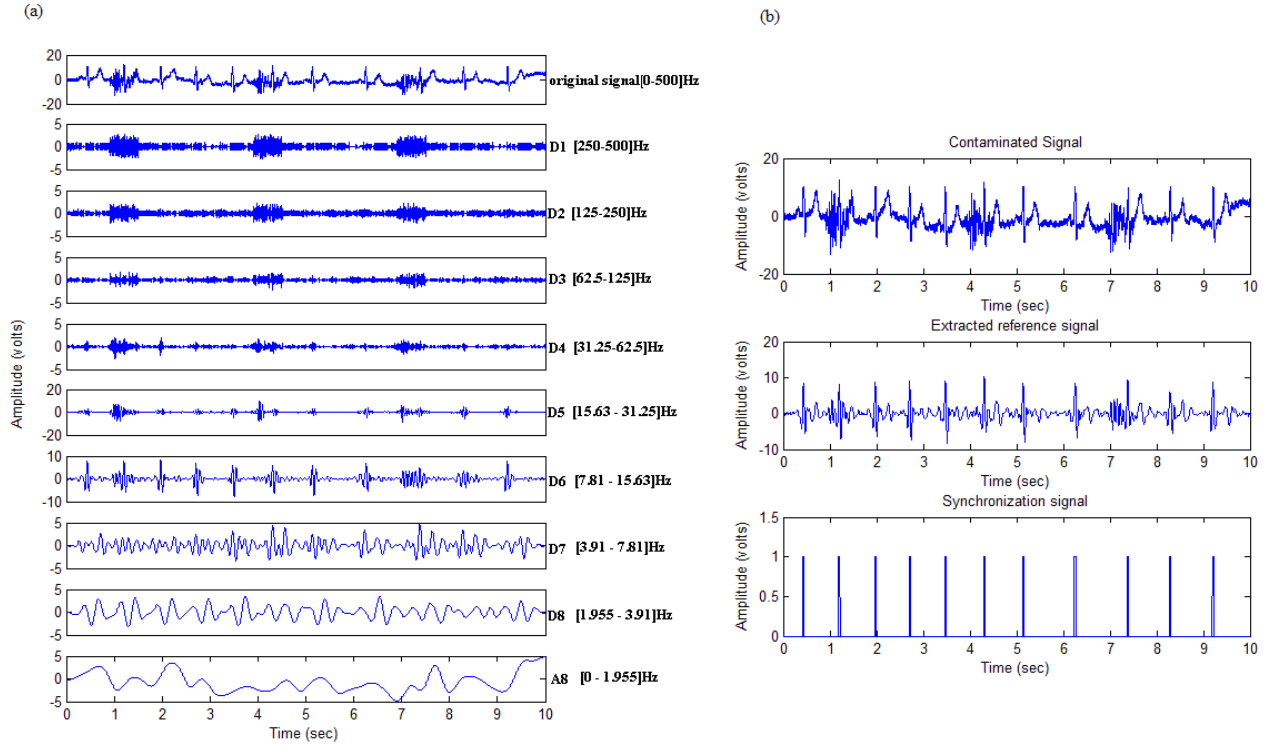 (a)
20
0
-20
original signal[0-500]Hz
5
0
-5
D1 [250-500]Hz
5
0
-5
D2 [125-250]Hz
5
0
-5
D3 [62.5-125]Hz
5
0
-5
D4 [31.25-62.5]Hz
20
0
-20
D5 [15.63 - 31.25]Hz
10
0
-10
D6 [7.81 - 15.63]Hz
5
0
-5
D7 [3.91 - 7.81]Hz
5
0
-5
D8 [1.955 - 3.91]Hz
5
0
-5
A8 [0 - 1.955]Hz
0 1 2 3 4 5 6 7 8 9 10
Time (sec)
Amplitude (volts)
(b)
Contaminated Signal
20
0
-20
Amplitude (volts)
0 1 2 3 4 5 6 7 8 9 10
Time (sec)
Extracted reference signal
20
10
0
-10
Amplitude (volts)
0 1 2 3 4 5 6 7 8 9 10
Time (sec)
Synchronization signal
1.5
1
0.5
0
Amplitude (volts)
0 1 2 3 4 5 6 7 8 9 10
Time (sec)